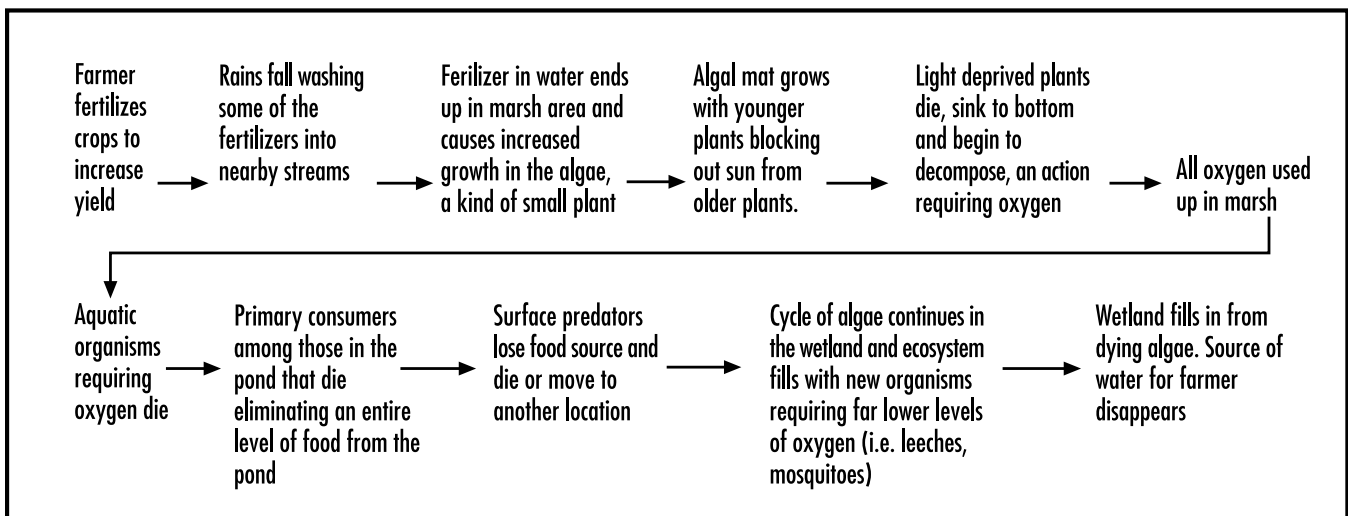 Farmer
fertilizes
crops to
increase
yield
Rains fall washing
some of the
fertilizers into
nearby streams
Ferilizer in water ends
up in marsh area and
causes increased
growth in the algae,
a kind of small plant
Algal mat grows
with younger
plants blocking
out sun from
older plants.
Light deprived plants
die, sink to bottom
and begin to
decompose, an action
requiring oxygen
All oxygen used
up in marsh
Aquatic
organisms
requiring
oxygen die
Primary consumers
among those in the
pond that die
eliminating an entire
level of food from the
pond
Surface predators
lose food source and
die or move to
another location
Cycle of algae continues in
the wetland and ecosystem
fills with new organisms
requiring far lower levels
of oxygen (i.e. leeches,
mosquitoes)
Wetland fills in from
dying algae. Source of
water for farmer
disappears